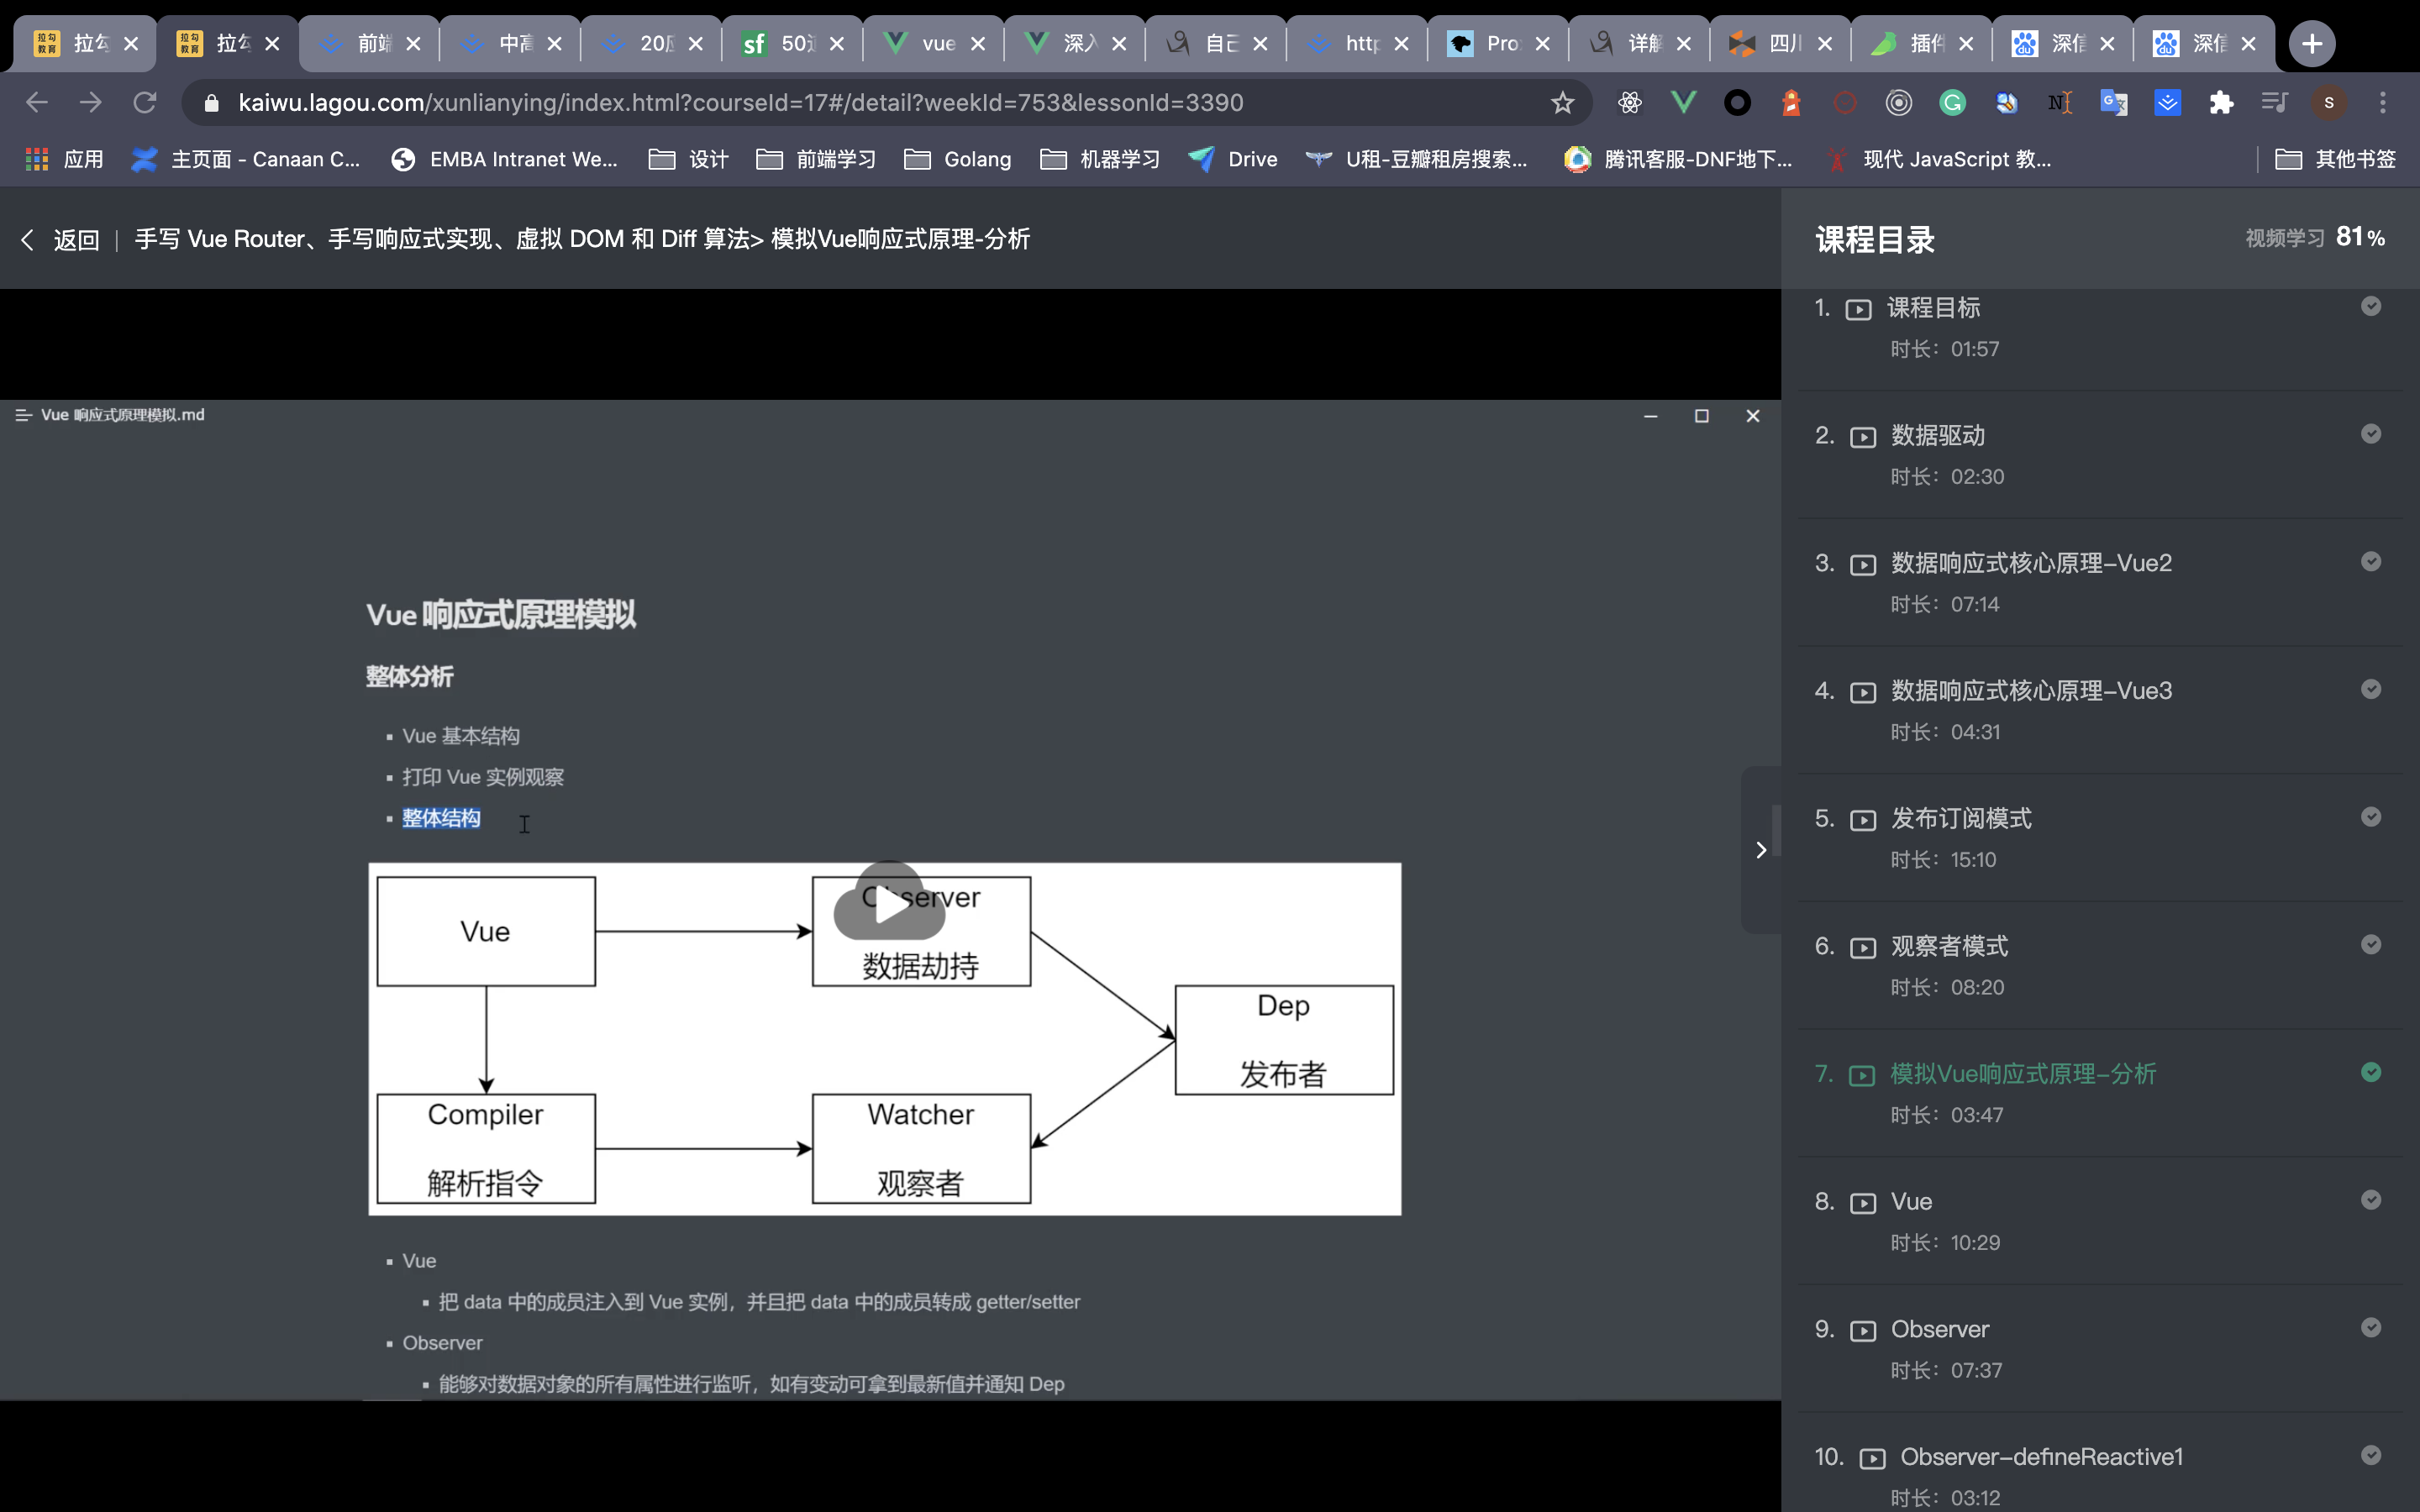 拉勾 前端 中高 20 sf 50 vue 深入 自己 http Pro 详解 四川 插件 深信 深信
kaiwu.lagou.com/xunlianying/index.html?courseId=17#/detail?weekId=753&lessonId=3390
应用 主页面 - Canaan C... EMBA Intranet We... 设计 前端学习 Golang 机器学习 Drive U租-豆瓣租房搜索... 腾讯客服-DNF地下... 现代 JavaScript 教... 其他书签
返回 | 手写 Vue Router、手写响应式实现、虚拟 DOM 和 Diff 算法> 模拟Vue响应式原理-分析
Vue 响应式原理模拟.md
Vue 响应式原理模拟
整体分析
Vue 基本结构
打印 Vue 实例观察
整体结构
Vue
Observer
数据劫持
Dep
发布者
Compiler
解析指令
Watcher
观察者
Vue
把 data 中的成员注入到 Vue 实例，并且把 data 中的成员转成 getter/setter
Observer
能够对数据对象的所有属性进行监听，如有变动可拿到最新值并通知 Dep
课程目录 视频学习 81%
1. 课程目标
时长：01:57
2. 数据驱动
时长：02:30
3. 数据响应式核心原理-Vue2
时长：07:14
4. 数据响应式核心原理-Vue3
时长：04:31
5. 发布订阅模式
时长：15:10
6. 观察者模式
时长：08:20
7. 模拟Vue响应式原理-分析
时长：03:47
8. Vue
时长：10:29
9. Observer
时长：07:37
10. Observer-defineReactive1
时长：03:12